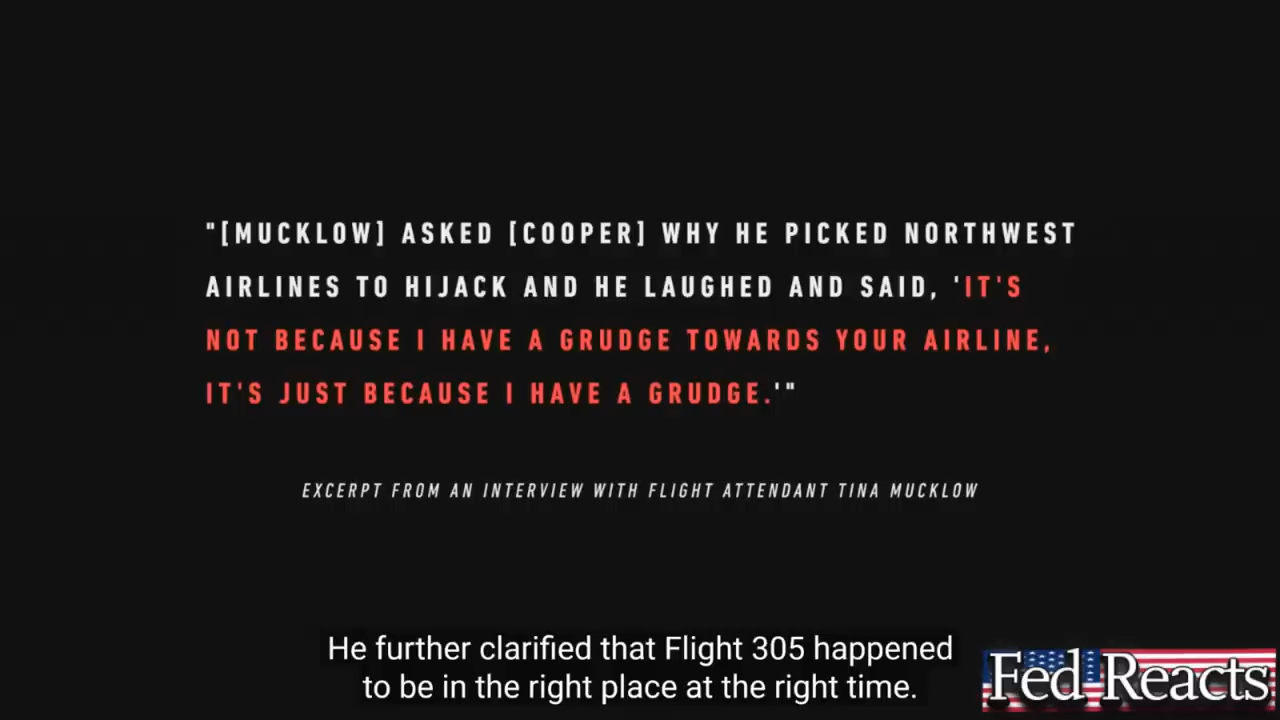 "[MUCKLOW] ASKED [COOPER] WHY HE PICKED NORTHWEST
AIRLINES TO HIJACK AND HE LAUGHED AND SAID, 'IT'S
NOT BECAUSE I HAVE A GRUDGE TOWARDS YOUR AIRLINE,
IT'S JUST BECAUSE I HAVE A GRUDGE.'"
EXCERPT FROM AN INTERVIEW WITH FLIGHT ATTENDANT TINA MUCKLOW
He further clarified that Flight 305 happened
to be in the right place at the right time.
Fed Reacts